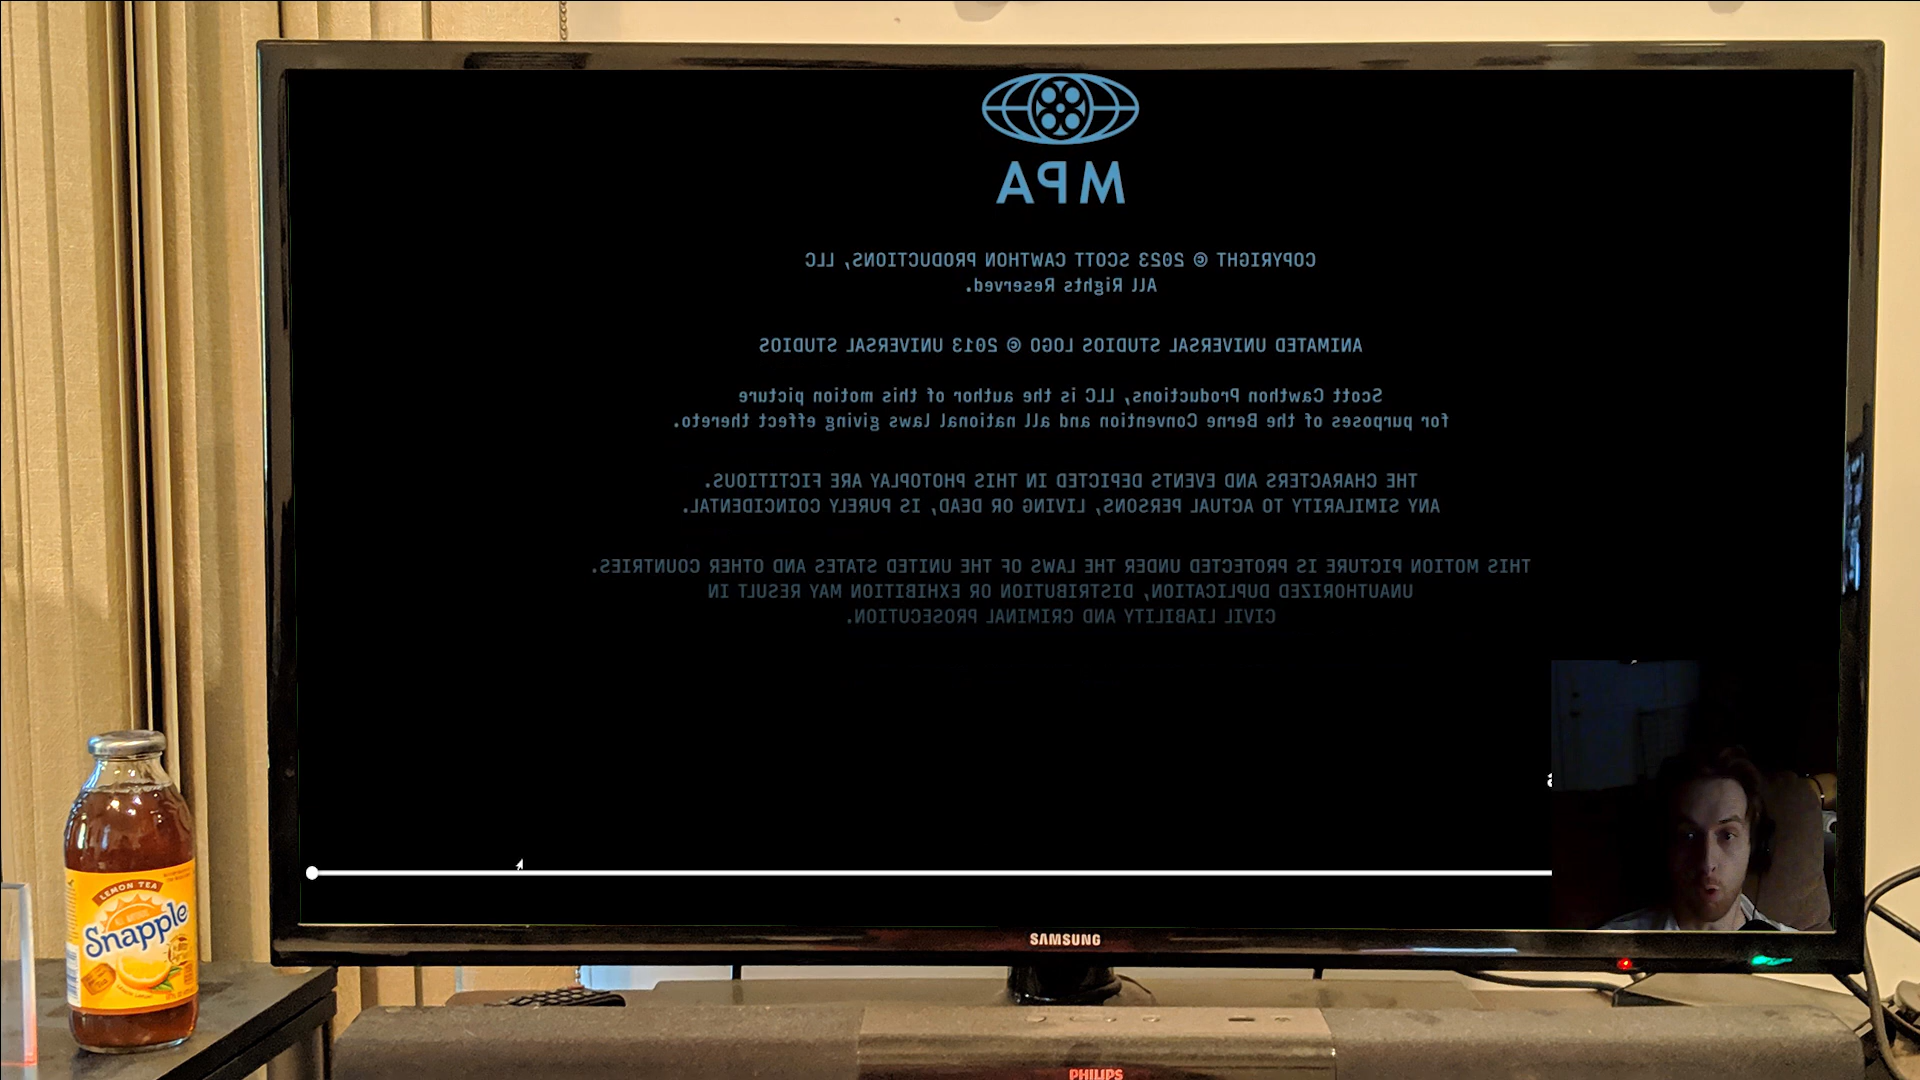 MPA
COPYRIGHT © 2023 SCOTT CAWTHON PRODUCTIONS, LLC
All Rights Reserved.
ANIMATED UNIVERSAL STUDIOS LOGO © 2013 UNIVERSAL STUDIOS
Scott Cawthon Productions, LLC is the author of this motion picture
for purposes of the Berne Convention and all national laws giving effect thereto.
THE CHARACTERS AND EVENTS DEPICTED IN THIS PHOTOPLAY ARE FICTITIOUS.
ANY SIMILARITY TO ACTUAL PERSONS, LIVING OR DEAD, IS PURELY COINCIDENTAL.
THIS MOTION PICTURE IS PROTECTED UNDER THE LAWS OF THE UNITED STATES AND OTHER COUNTRIES.
UNAUTHORIZED DUPLICATION, DISTRIBUTION OR EXHIBITION MAY RESULT IN
CIVIL LIABILITY AND CRIMINAL PROSECUTION.
LEMON TEA
ALL NATURAL
Snapple
SAMSUNG
PHILIPS